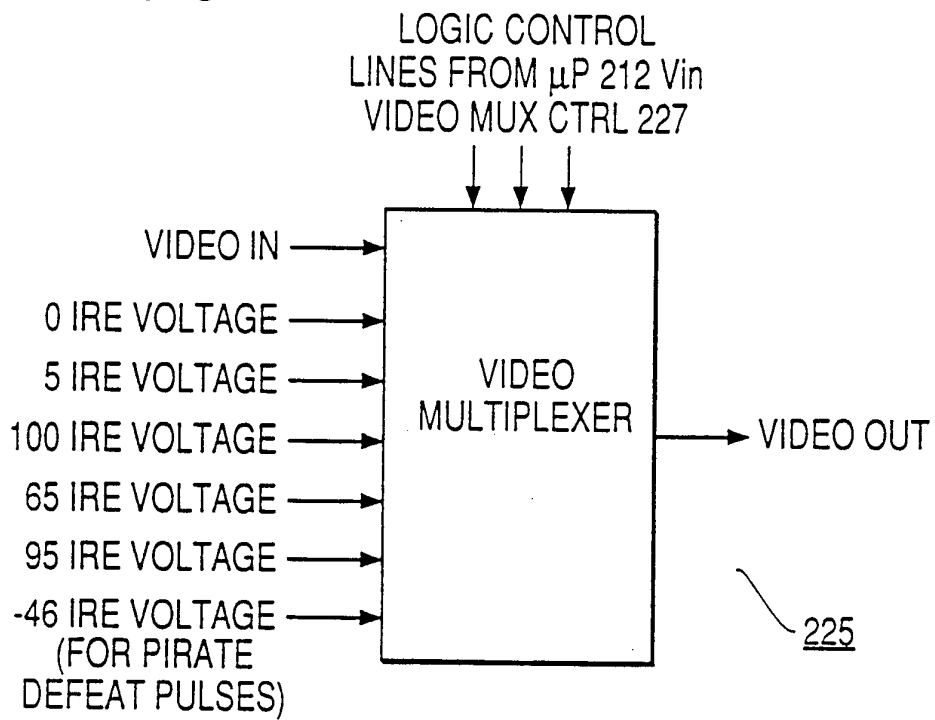 LOGIC CONTROL
LINES FROM μP 212 Vin
VIDEO MUX CTRL 227
VIDEO IN
0 IRE VOLTAGE
5 IRE VOLTAGE
100 IRE VOLTAGE
65 IRE VOLTAGE
95 IRE VOLTAGE
-46 IRE VOLTAGE
(FOR PIRATE
DEFEAT PULSES)
VIDEO
MULTIPLEXER
VIDEO OUT
225